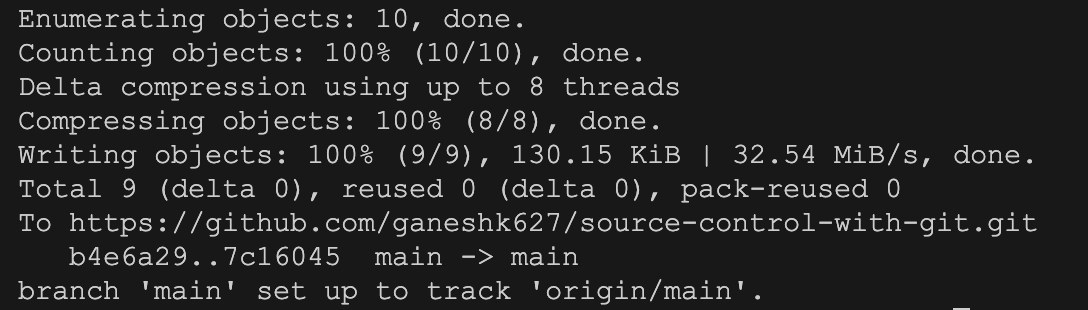 Enumerating objects: 10, done.
Counting objects: 100% (10/10), done.
Delta compression using up to 8 threads
Compressing objects: 100% (8/8), done.
Writing objects: 100% (9/9), 130.15 KiB | 32.54 MiB/s, done.
Total 9 (delta 0), reused 0 (delta 0), pack-reused 0
To https://github.com/ganeshk627/source-control-with-git.git
   b4e6a29..7c16045  main -> main
branch 'main' set up to track 'origin/main'.